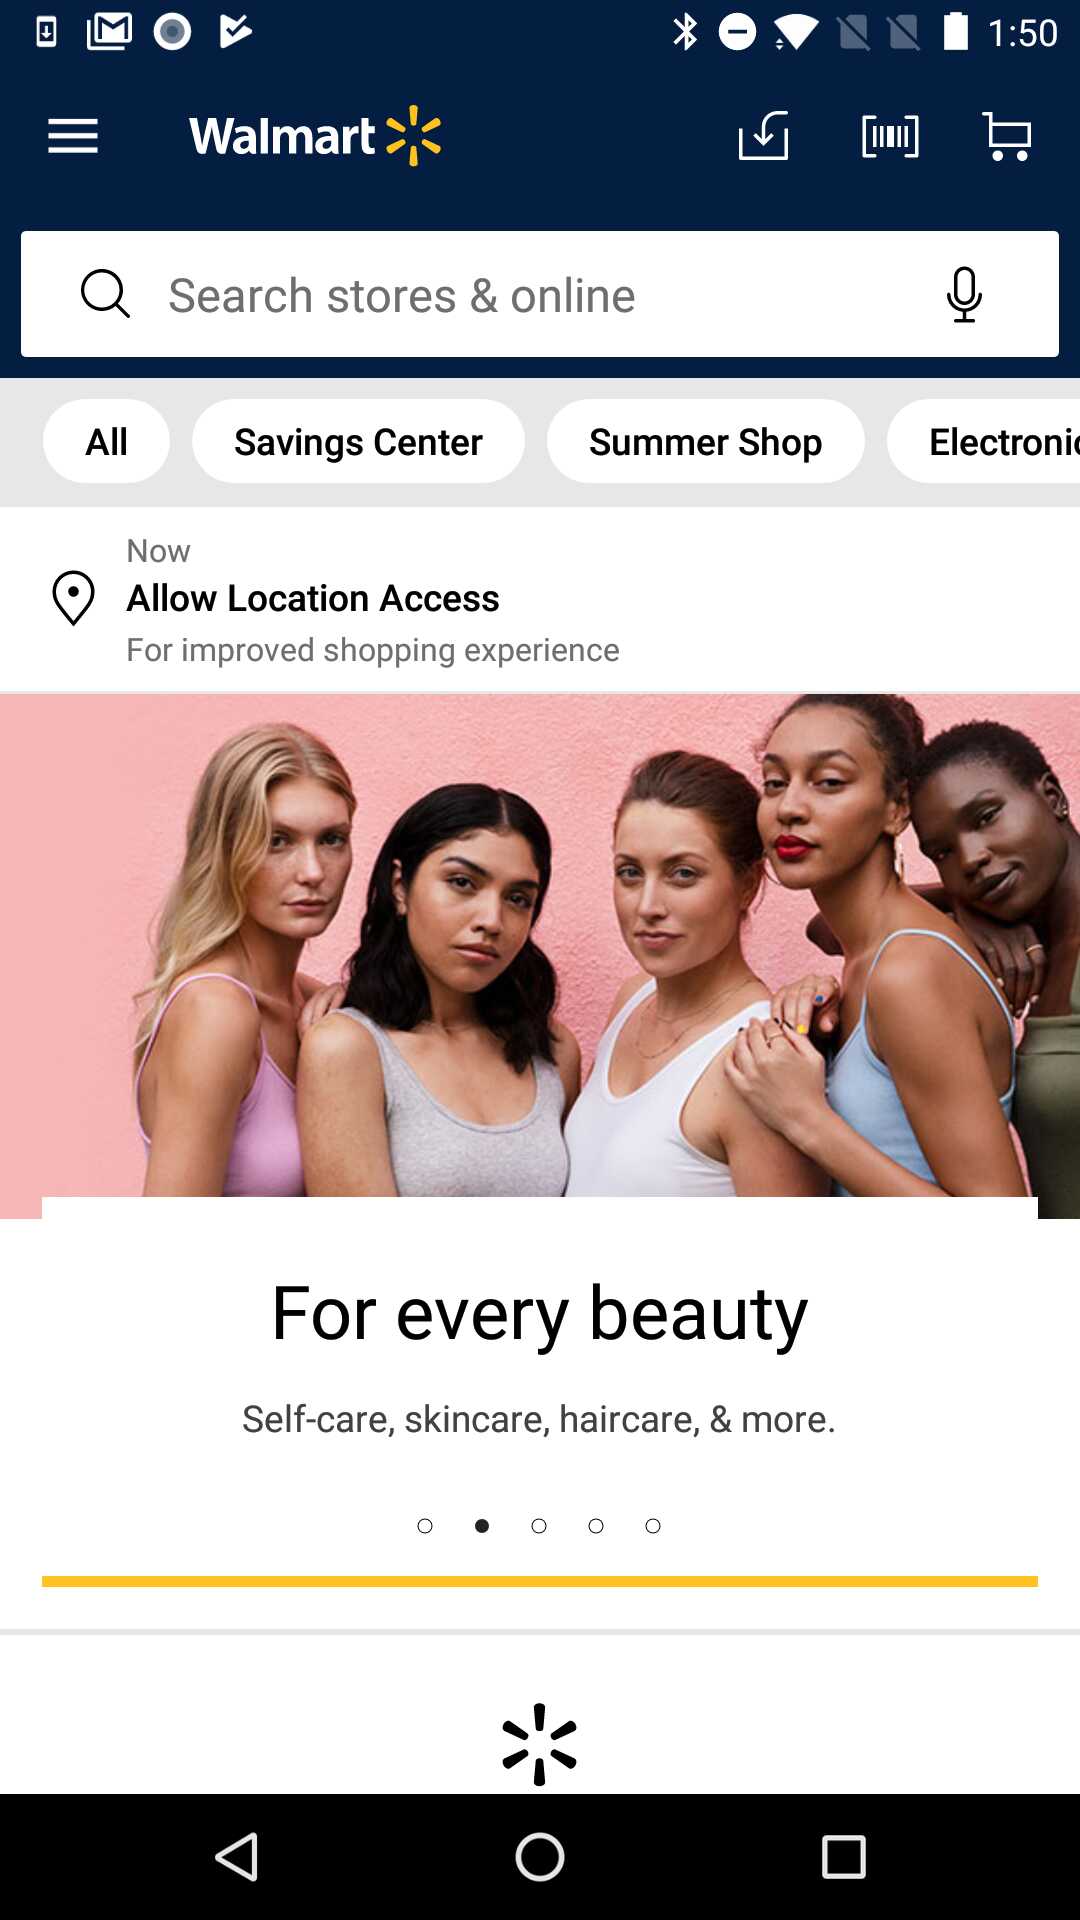 1:50
Walmart
Search stores & online
All Savings Center Summer Shop Electronic
Now
Allow Location Access
For improved shopping experience
For every beauty
Self-care, skincare, haircare, & more.